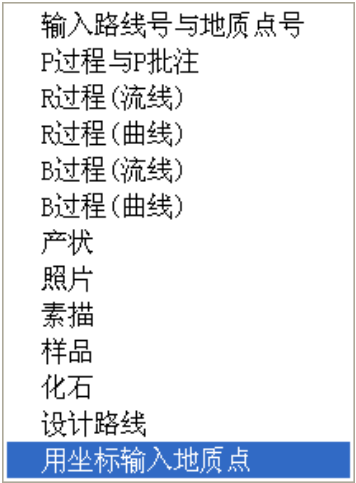 输入路线号与地质点号
P过程与P批注
R过程(流线)
R过程(曲线)
B过程(流线)
B过程(曲线)
产状
照片
素描
样品
化石
设计路线
用坐标输入地质点